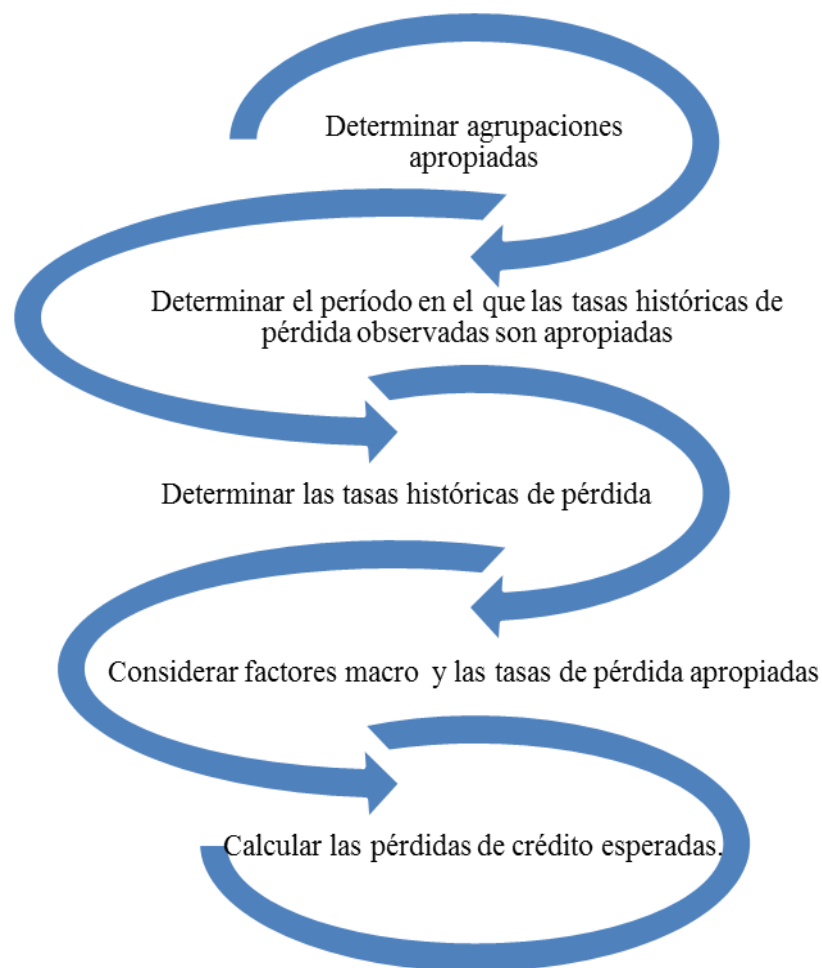 Determinar agrupaciones
apropiadas
Determinar el período en el que las tasas históricas de
pérdida observadas son apropiadas
Determinar las tasas históricas de pérdida
Considerar factores macro y las tasas de pérdida apropiadas
Calcular las pérdidas de crédito esperadas.